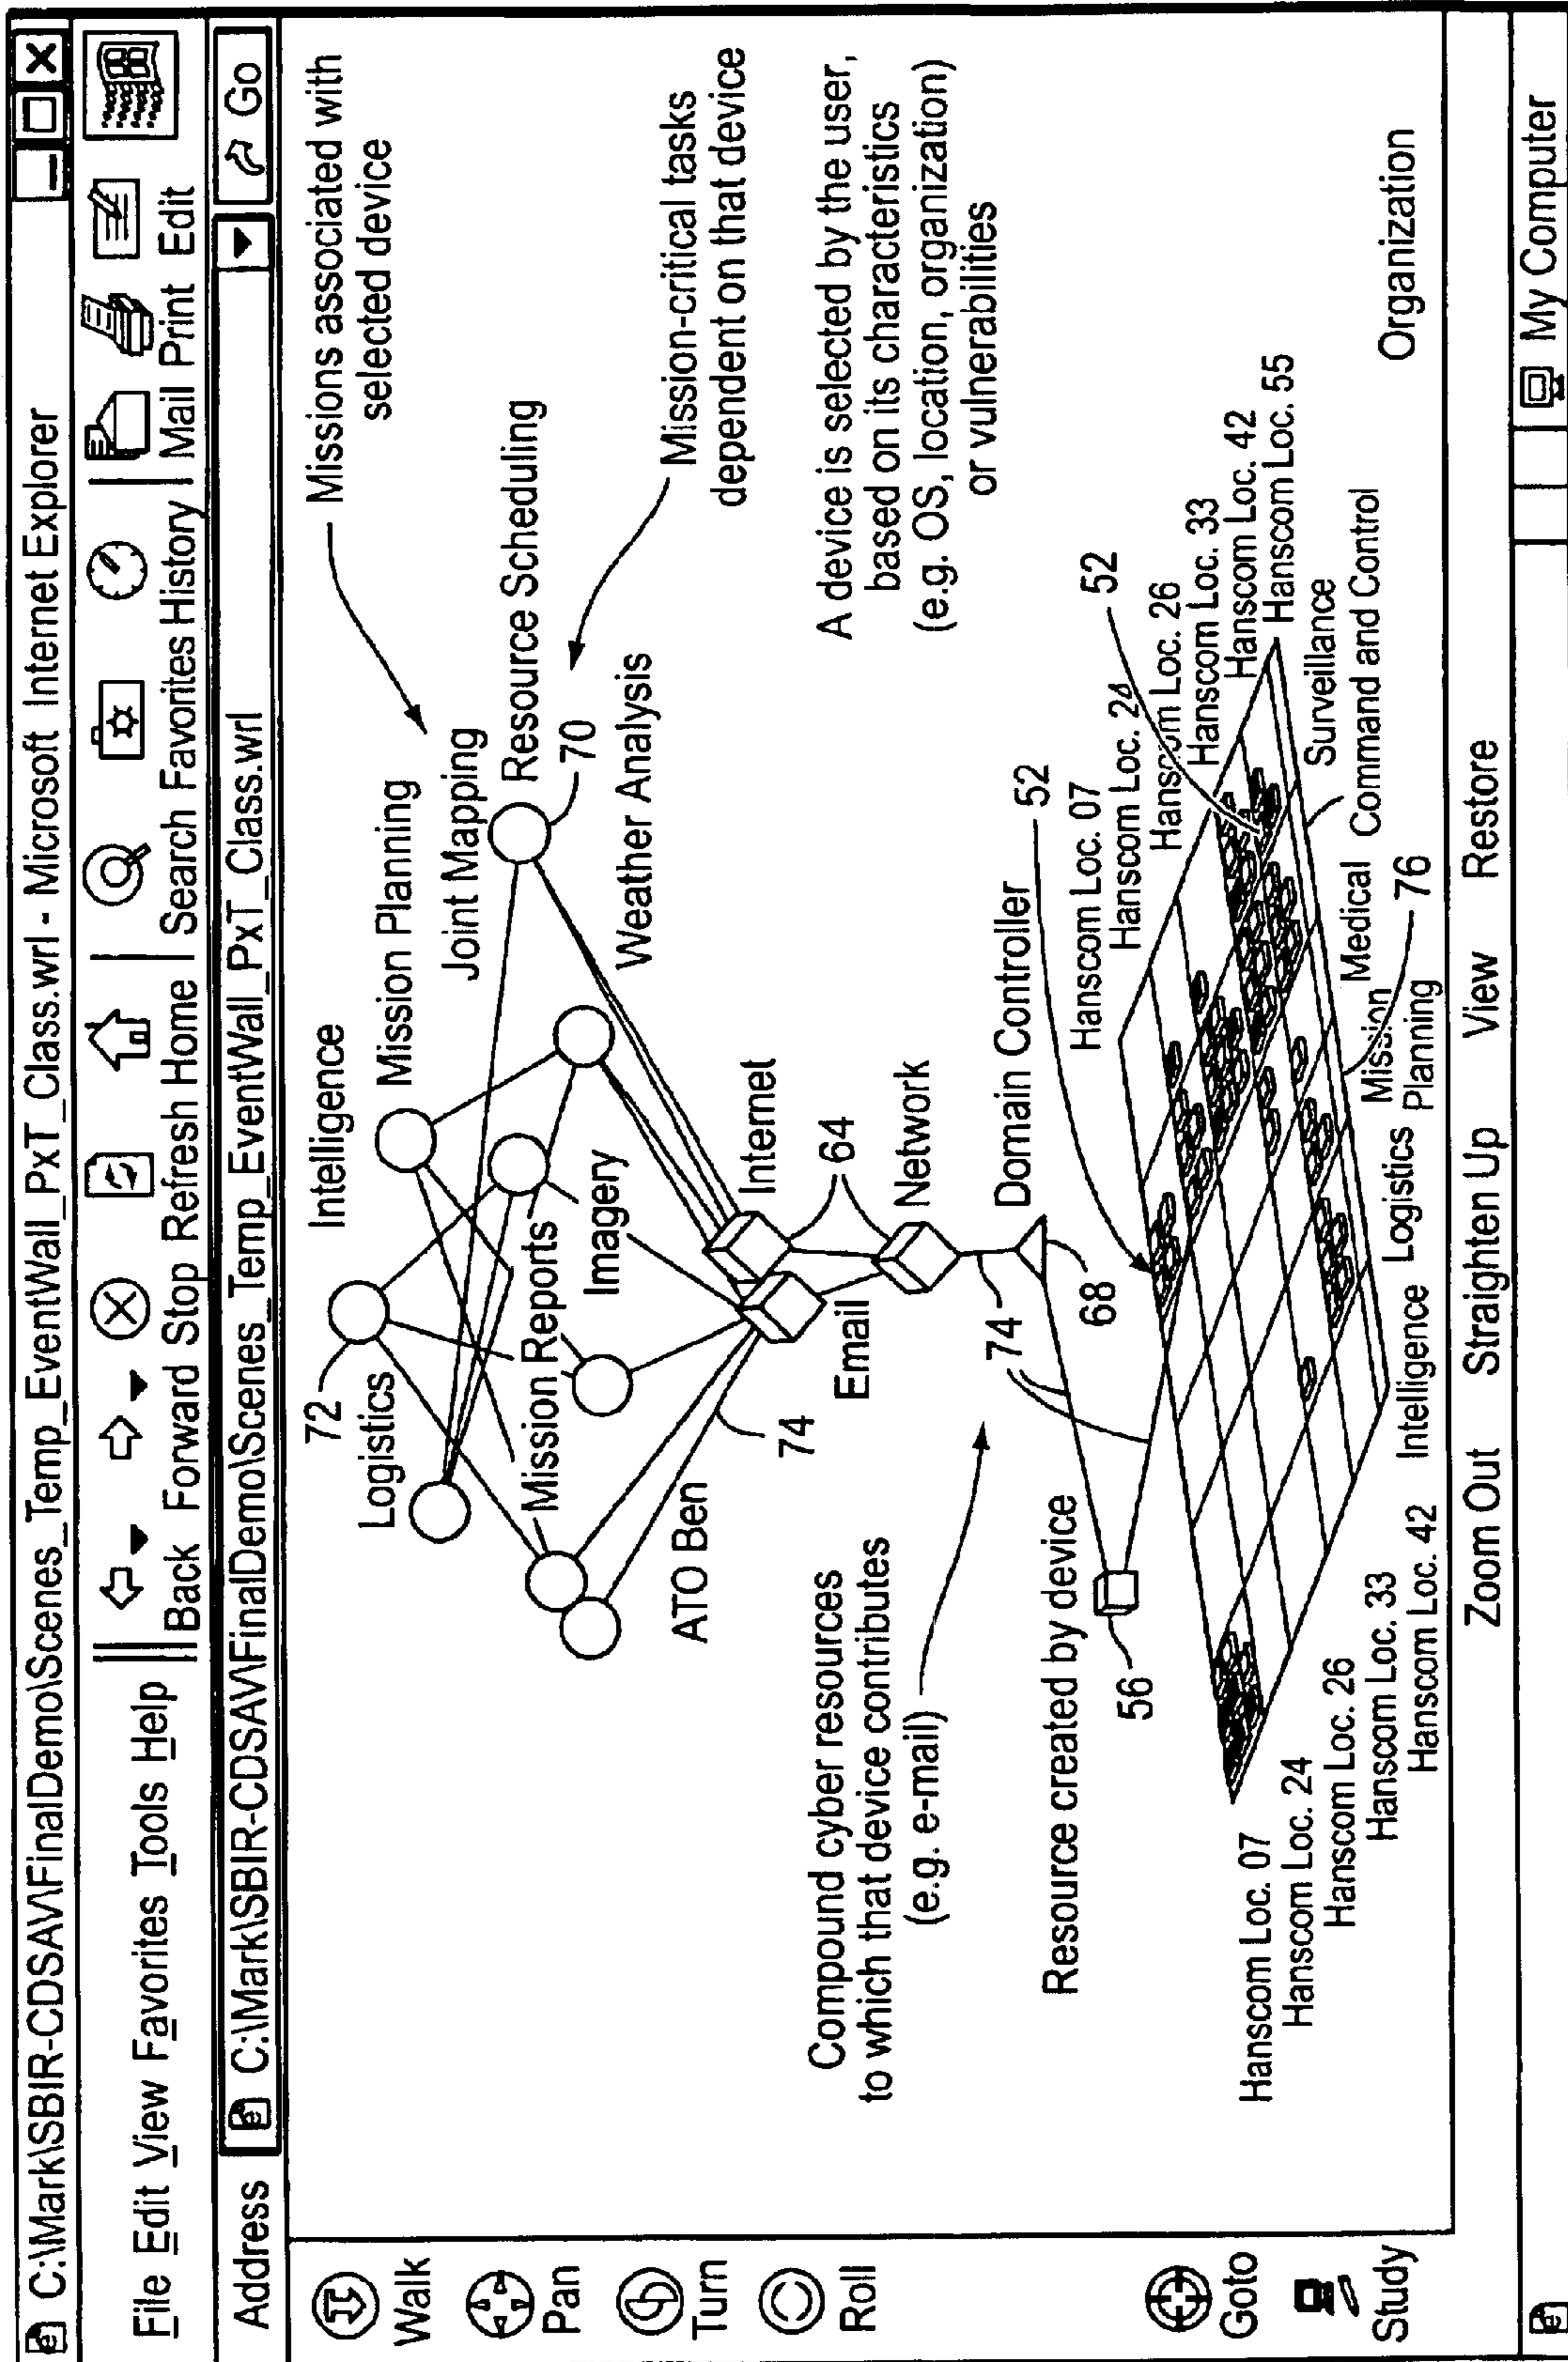 C:\Mark\SBIR-CDSAV\FinalDemo\Scenes_Temp_EventWall_PxT_Class.wrl - Microsoft Internet Explorer
File Edit View Favorites Tools Help
Back Forward Stop Refresh Home Search Favorites History Mail Print Edit
Address C:\Mark\SBIR-CDSAV\FinalDemo\Scenes_Temp_EventWall_PxT_Class.wrl Go
Walk
Pan
Turn
Roll
Goto
Study
Missions associated with
selected device
Intelligence
72
Logistics
Mission Planning
Joint Mapping
Resource Scheduling
70
Mission Reports
Imagery
Weather Analysis
Mission-critical tasks
dependent on that device
ATO Ben
74
Internet
Email
64
Compound cyber resources
to which that device contributes
(e.g. e-mail)
A device is selected by the user,
based on its characteristics
(e.g. OS, location, organization)
or vulnerabilities
Network
74
Domain Controller
68
52
52
Resource created by device
56
Hanscom Loc. 07
Hanscom Loc. 24
Hanscom Loc. 26
Hanscom Loc. 33
Hanscom Loc. 42
Hanscom Loc. 55
Hanscom Loc. 07
Hanscom Loc. 24
Hanscom Loc. 26
Hanscom Loc. 33
Hanscom Loc. 42
Intelligence
Logistics
Mission
Planning
Medical
Command and Control
Surveillance
76
Organization
Zoom Out Straighten Up View Restore
My Computer